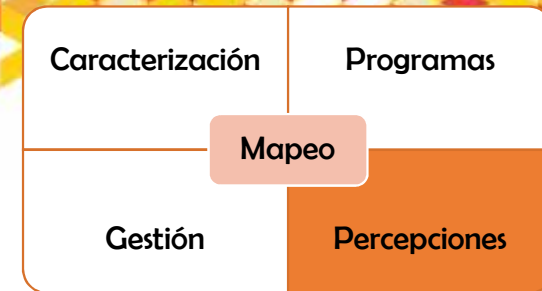 Caracterización
Programas
Mapeo
Gestión
Percepciones